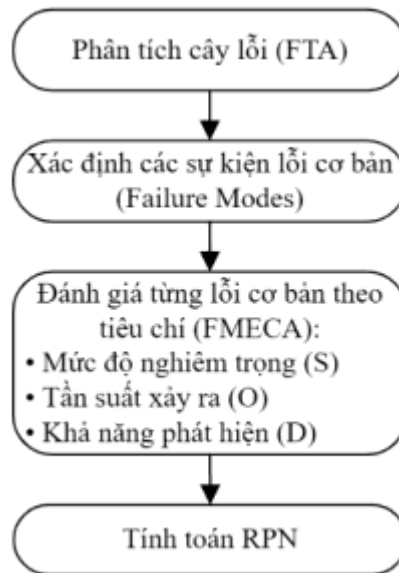 Phân tích cây lỗi (FTA)
Xác định các sự kiện lỗi cơ bản
(Failure Modes)
Đánh giá từng lỗi cơ bản theo
tiêu chí (FMECA):
• Mức độ nghiêm trọng (S)
• Tần suất xảy ra (O)
• Khả năng phát hiện (D)
Tính toán RPN